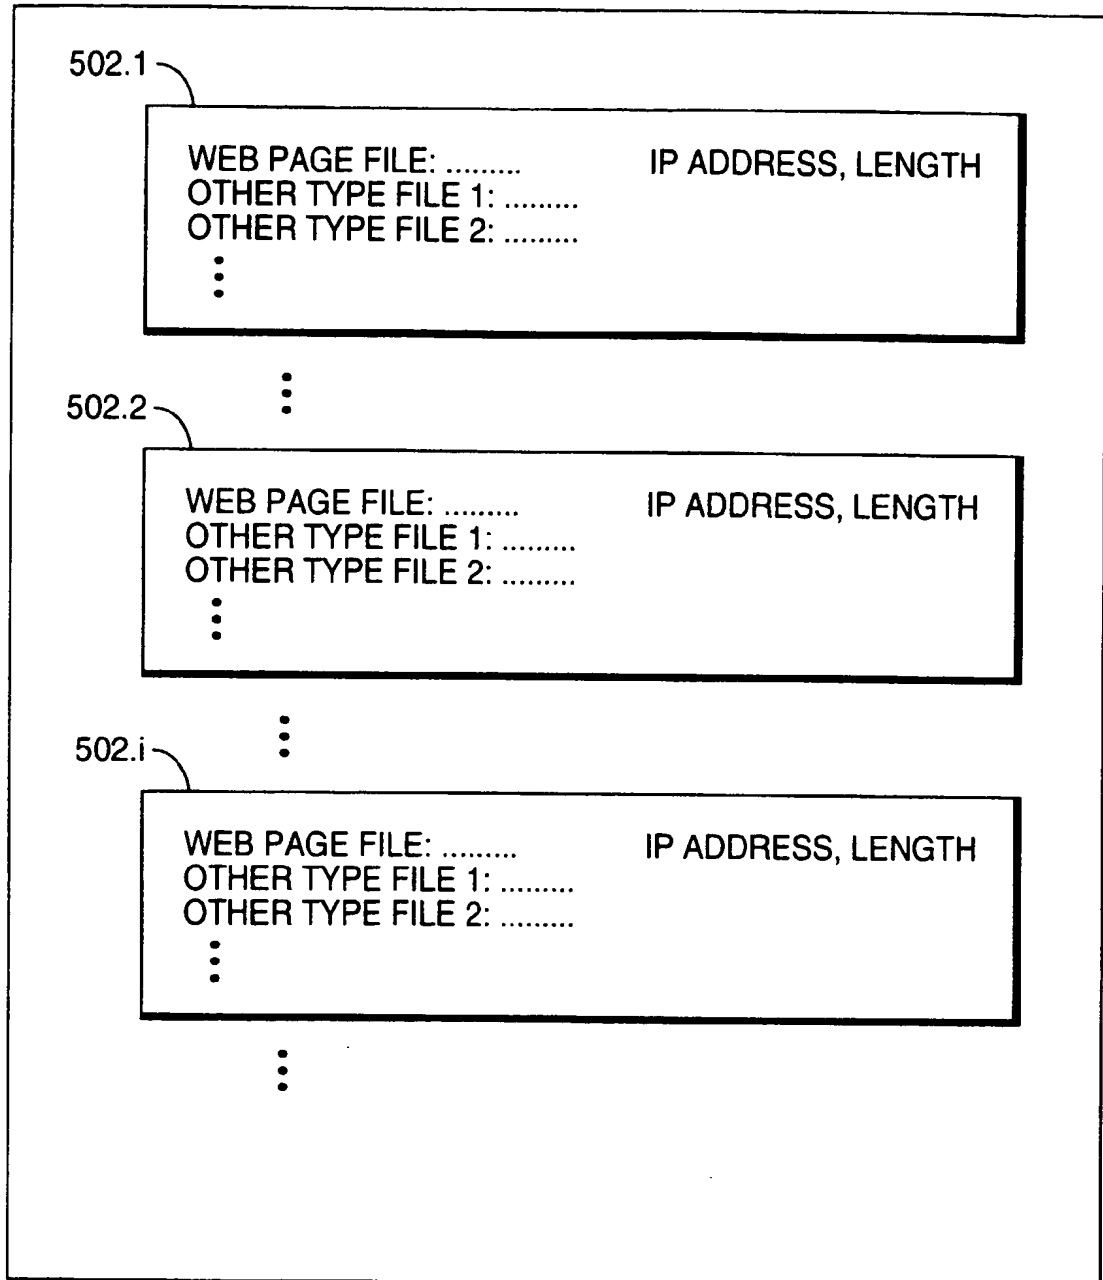 502.1
WEB PAGE FILE: ......... IP ADDRESS, LENGTH
OTHER TYPE FILE 1: .........
OTHER TYPE FILE 2: .........
502.2
WEB PAGE FILE: ......... IP ADDRESS, LENGTH
OTHER TYPE FILE 1: .........
OTHER TYPE FILE 2: .........
502.i
WEB PAGE FILE: ......... IP ADDRESS, LENGTH
OTHER TYPE FILE 1: .........
OTHER TYPE FILE 2: .........